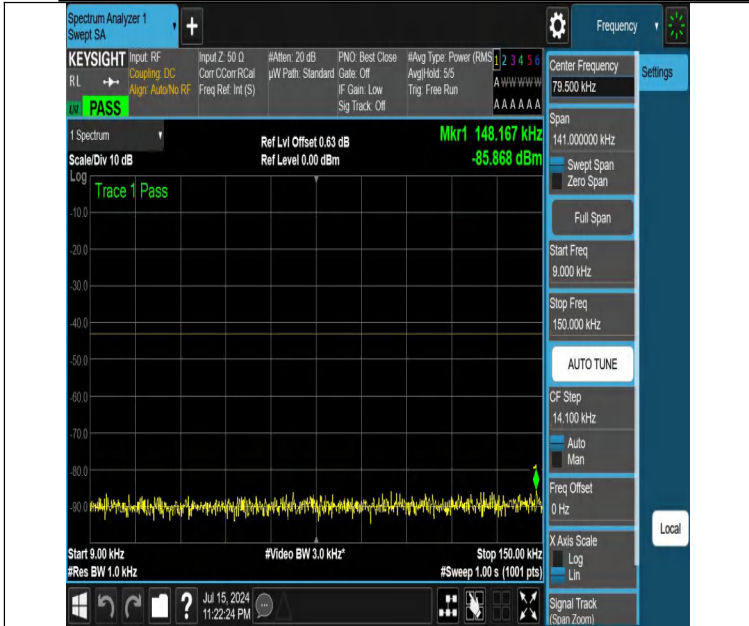 Spectrum Analyzer 1
Swept SA
+
Frequency
KEYSIGHT
RL
LXI
PASS
Input: RF
Coupling: DC
Align: Auto/No RF
Input Z: 50 Ω
Corr CCorr RCal
Freq Ref: Int (S)
#Atten: 20 dB
µW Path: Standard
PNO: Best Close
Gate: Off
IF Gain: Low
Sig Track: Off
#Avg Type: Power (RMS
Avg|Hold: 5/5
Trig: Free Run
1 2 3 4 5 6
A W W W W W
A A A A A A
1 Spectrum
Scale/Div 10 dB
Ref Lvl Offset 0.63 dB
Ref Level 0.00 dBm
Mkr1 148.167 kHz
-85.868 dBm
Log
Trace 1 Pass
-10.0
-20.0
-30.0
-40.0
-50.0
-60.0
-70.0
-80.0
-90.0
1
Start 9.00 kHz
#Res BW 1.0 kHz
#Video BW 3.0 kHz*
Stop 150.00 kHz
#Sweep 1.00 s (1001 pts)
Center Frequency
79.500 kHz
Settings
Span
141.000000 kHz
Swept Span
Zero Span
Full Span
Start Freq
9.000 kHz
Stop Freq
150.000 kHz
AUTO TUNE
CF Step
14.100 kHz
Auto
Man
Freq Offset
0 Hz
Local
X Axis Scale
Log
Lin
Signal Track
(Span Zoom)
?
Jul 15, 2024
11:22:24 PM